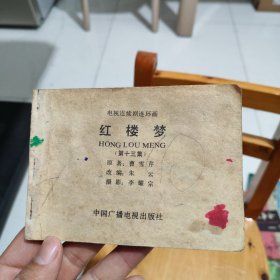 电视连续剧连环画
红楼梦
HONG LOU MENG
（第十三集）
原著：曹雪芹
改编：朱云
摄影：李耀宗
中国广播电视出版社